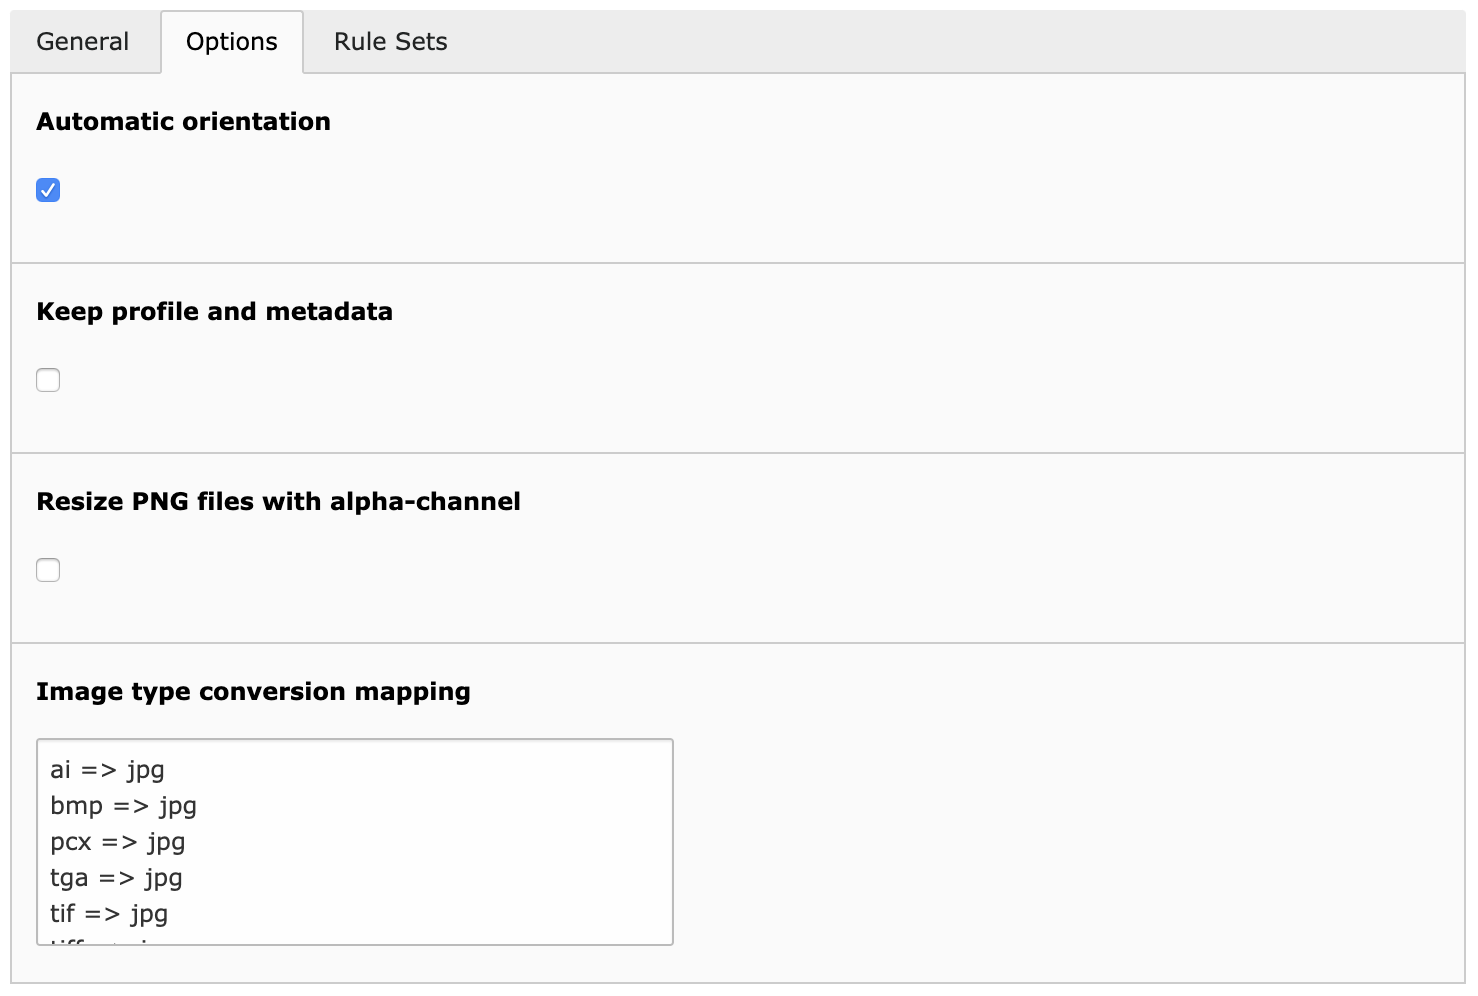 General Options Rule Sets
Automatic orientation
Keep profile and metadata
Resize PNG files with alpha-channel
Image type conversion mapping
ai => jpg
bmp => jpg
pcx => jpg
tga => jpg
tif => jpg